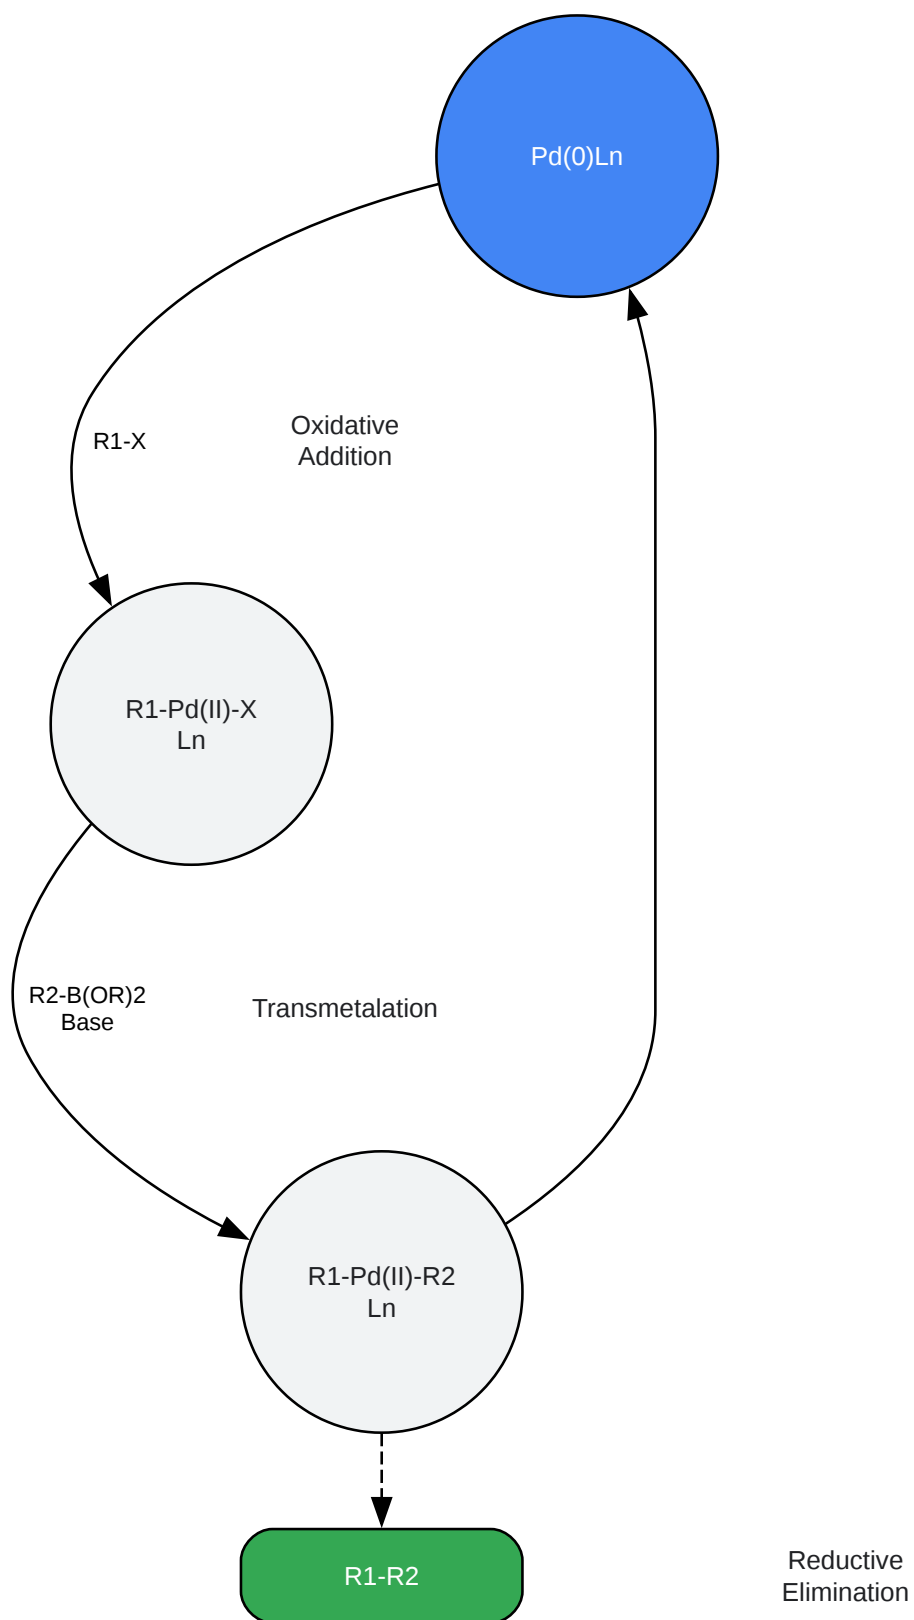 Pd(0)Ln
R1-X
Oxidative
Addition
R1-Pd(II)-X
Ln
R2-B(OR)2
Base
Transmetalation
R1-Pd(II)-R2
Ln
R1-R2
Reductive
Elimination